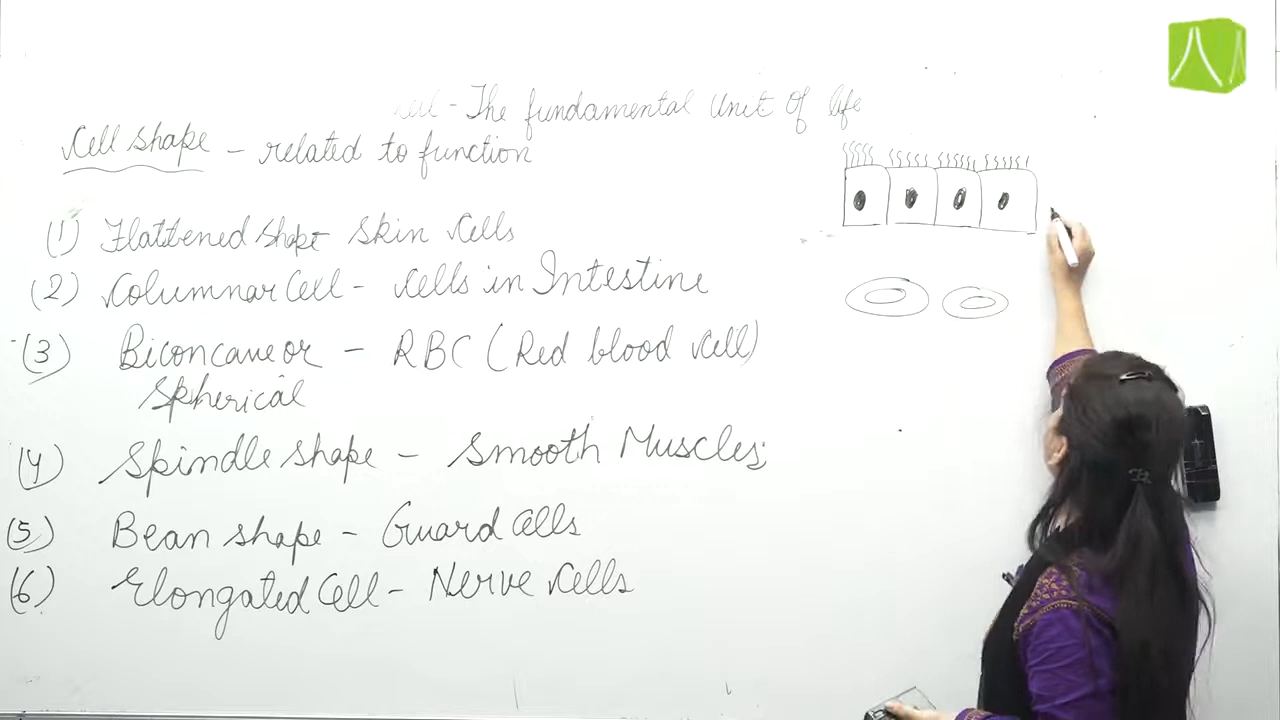 - The fundamental unit of life
Cell shape - related to function
(1) Flattened shape skin cells
(2) Columnar Cell - cells in Intestine
(3) Biconcave or - RBC (Red blood cell)
Spherical
(4) Spindle shape - Smooth Muscles;
(5) Bean shape - Guard cells
(6) Elongated Cell - Nerve cells